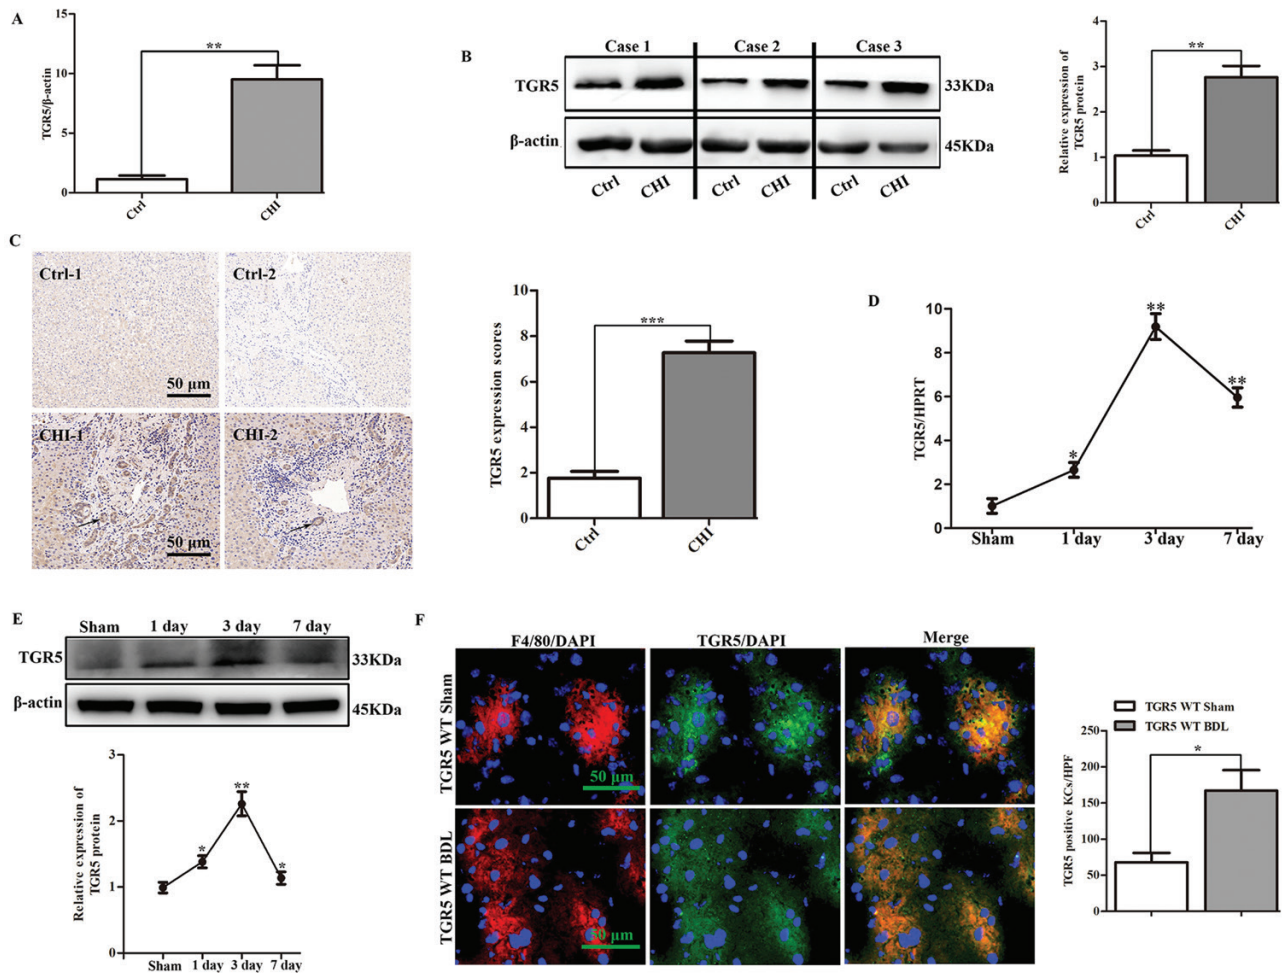 A
TGR5/β-actin
15
10
5
0
**
Ctrl
CHI
B
Case 1 Case 2 Case 3
TGR5
33KDa
β-actin
45KDa
Ctrl CHI Ctrl CHI Ctrl CHI
Relative expression of
TGR5 protein
4
3
2
1
0
**
Ctrl
CHI
C
Ctrl-1
50 μm
Ctrl-2
CHI-1
50 μm
CHI-2
TGR5 expression scores
10
8
6
4
2
0
***
Ctrl
CHI
D
TGR5/HPRT
10
8
6
4
2
0
*
**
**
Sham 1 day 3 day 7 day
E
Sham 1 day 3 day 7 day
TGR5
33KDa
β-actin
45KDa
Relative expression of
TGR5 protein
3
2
1
0
*
**
*
Sham 1 day 3 day 7 day
F
F4/80/DAPI TGR5/DAPI Merge
TGR5 WT Sham
50 μm
TGR5 WT BDL
50 μm
TGR5 WT Sham
TGR5 WT BDL
TGR5 positive KCs/HPF
250
200
150
100
50
0
*